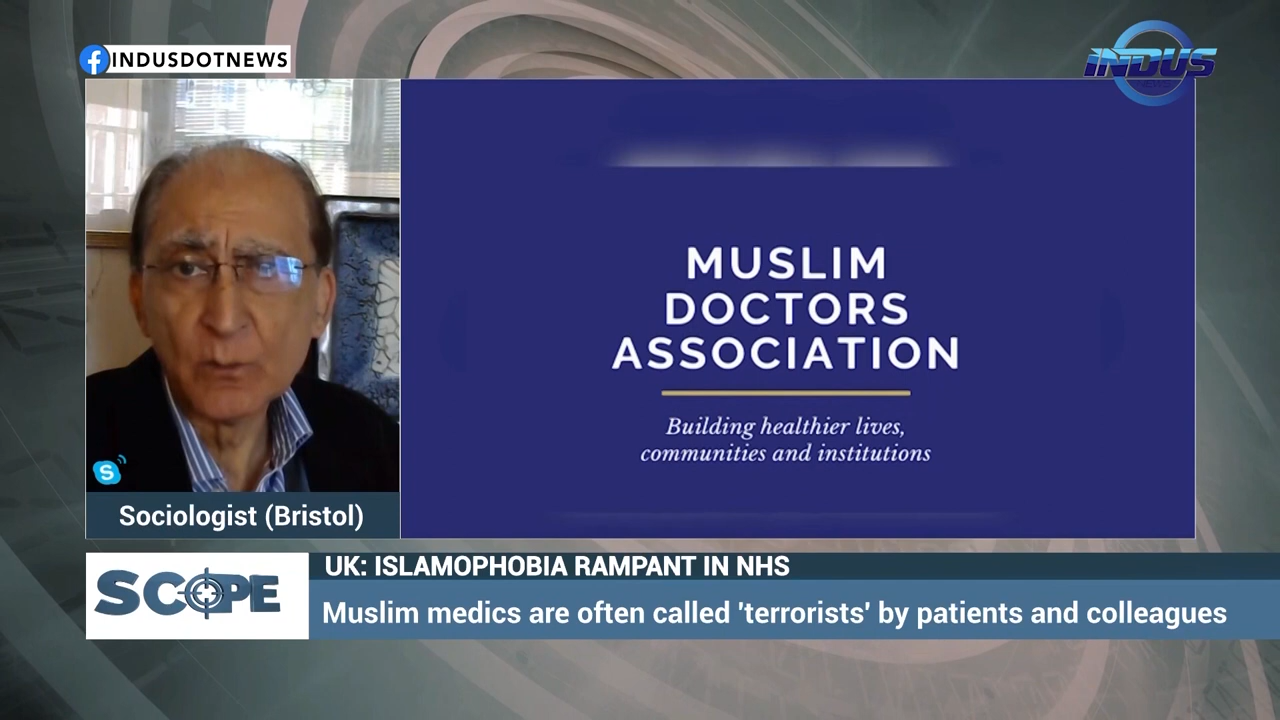 INDUSDOTNEWS
INDUS
MUSLIM
DOCTORS
ASSOCIATION
Building healthier lives,
communities and institutions
Sociologist (Bristol)
SCOPE
UK: ISLAMOPHOBIA RAMPANT IN NHS
Muslim medics are often called 'terrorists' by patients and colleagues